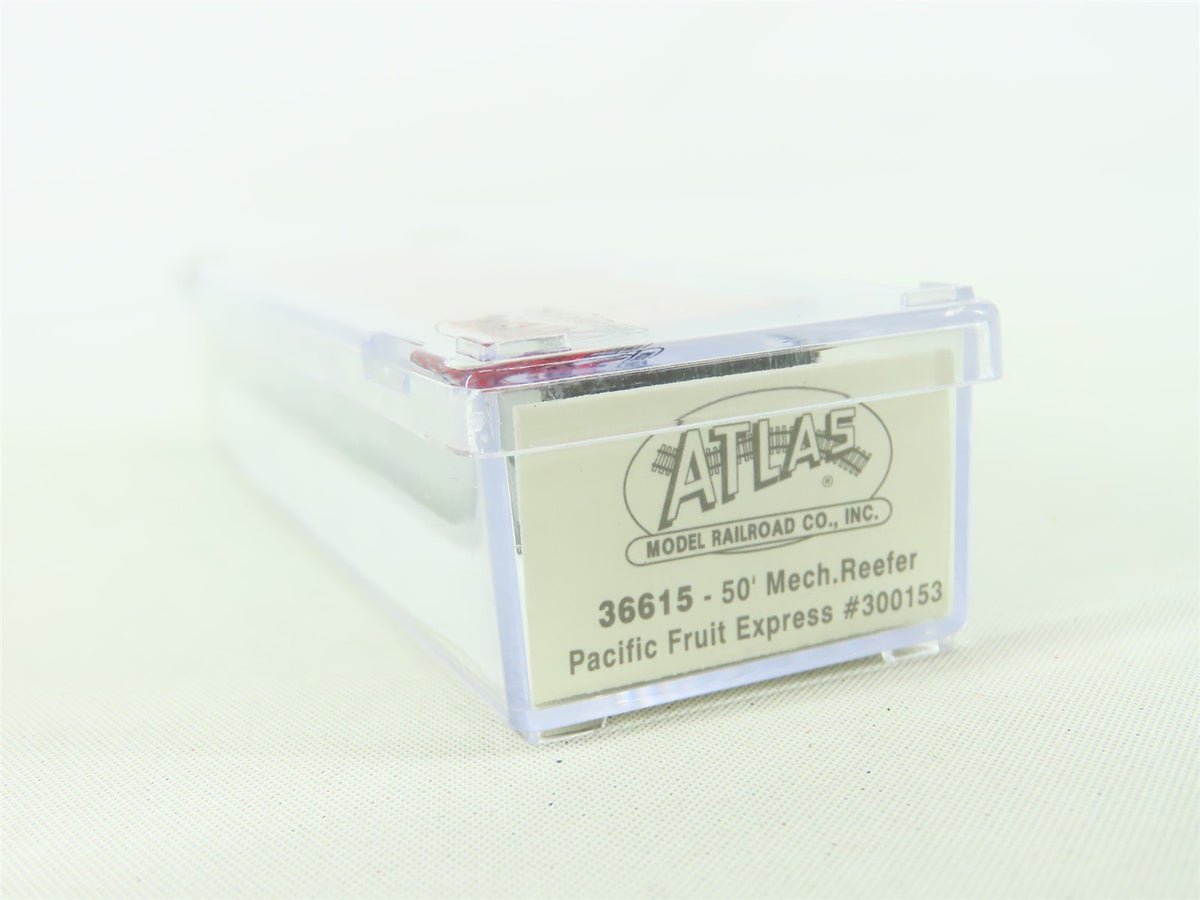 ATLAS
®
MODEL RAILROAD CO., INC.
36615 - 50' Mech.Reefer
Pacific Fruit Express #300153